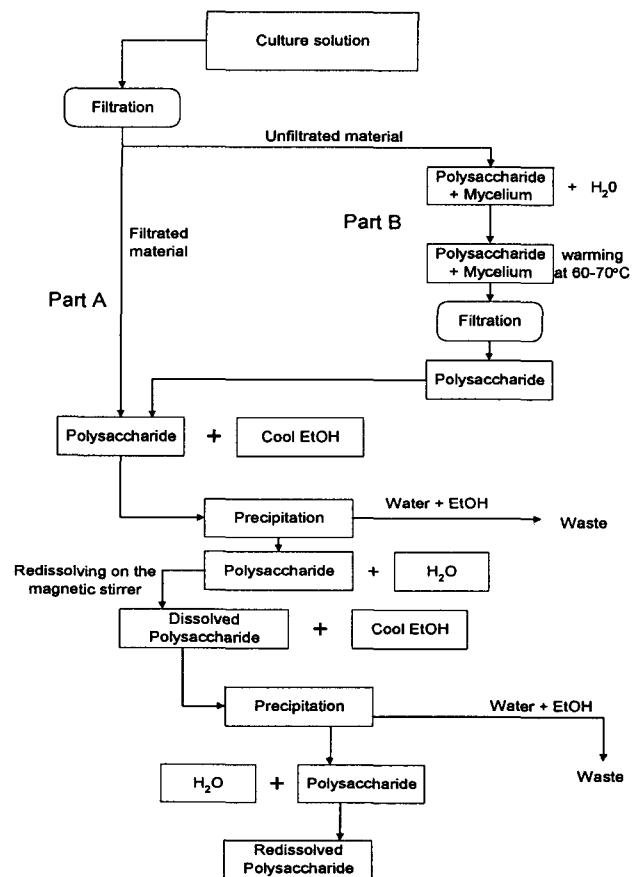 Culture solution
Filtration
Unfiltrated material
Polysaccharide
+ Mycelium
+ H₂0
Part B
Filtrated
material
Polysaccharide
+ Mycelium
warming
at 60-70°C
Part A
Filtration
Polysaccharide
Polysaccharide
+
Cool EtOH
Precipitation
Water + EtOH
Waste
Redissolving on the
magnetic stirrer
Polysaccharide
+
H₂O
Dissolved
Polysaccharide
+
Cool EtOH
Precipitation
Water + EtOH
Waste
H₂O
+
Polysaccharide
Redissolved
Polysaccharide